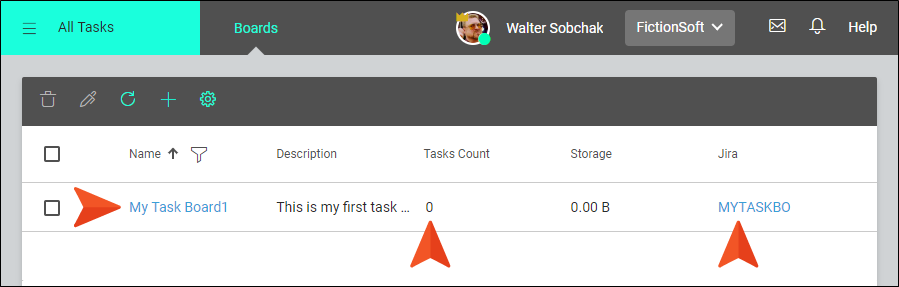 All Tasks Boards Walter Sobchak FictionSoft Help
Name Description Tasks Count Storage Jira
My Task Board1 This is my first task ... 0 0.00 B MYTASKBO